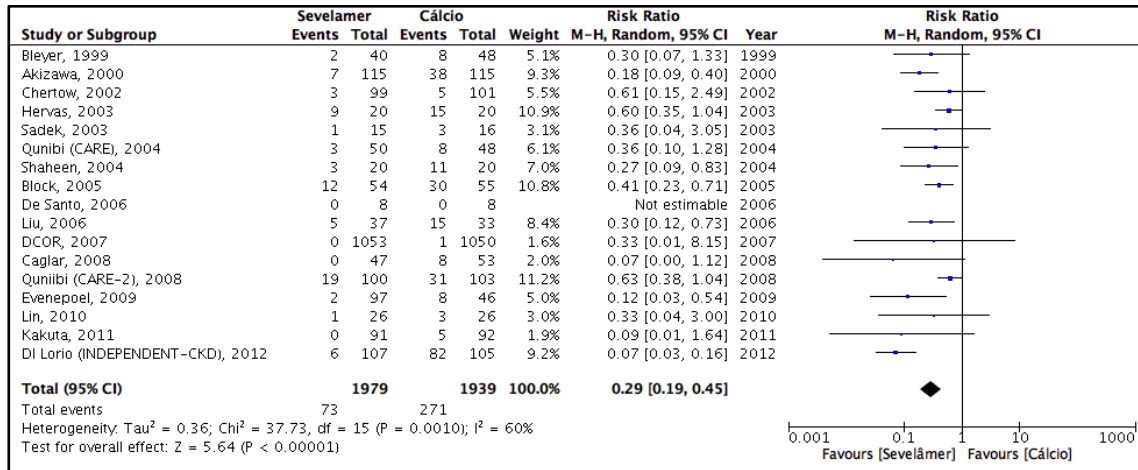 Sevelamer Cálcio Risk Ratio Risk Ratio
Study or Subgroup Events Total Events Total Weight M-H, Random, 95% CI Year M-H, Random, 95% CI
Bleyer, 1999 2 40 8 48 5.1% 0.30 [0.07, 1.33] 1999
Akizawa, 2000 7 115 38 115 9.3% 0.18 [0.09, 0.40] 2000
Chertow, 2002 3 99 5 101 5.5% 0.61 [0.15, 2.49] 2002
Hervas, 2003 9 20 15 20 10.9% 0.60 [0.35, 1.04] 2003
Sadek, 2003 1 15 3 16 3.1% 0.36 [0.04, 3.05] 2003
Qunibi (CARE), 2004 3 50 8 48 6.1% 0.36 [0.10, 1.28] 2004
Shaheen, 2004 3 20 11 20 7.0% 0.27 [0.09, 0.83] 2004
Block, 2005 12 54 30 55 10.8% 0.41 [0.23, 0.71] 2005
De Santo, 2006 0 8 0 8 Not estimable 2006
Liu, 2006 5 37 15 33 8.4% 0.30 [0.12, 0.73] 2006
DCOR, 2007 0 1053 1 1050 1.6% 0.33 [0.01, 8.15] 2007
Caglar, 2008 0 47 8 53 2.0% 0.07 [0.00, 1.12] 2008
Quniibi (CARE-2), 2008 19 100 31 103 11.2% 0.63 [0.38, 1.04] 2008
Evenepoel, 2009 2 97 8 46 5.0% 0.12 [0.03, 0.54] 2009
Lin, 2010 1 26 3 26 3.0% 0.33 [0.04, 3.00] 2010
Kakuta, 2011 0 91 5 92 1.9% 0.09 [0.01, 1.64] 2011
DI Lorio (INDEPENDENT-CKD), 2012 6 107 82 105 9.2% 0.07 [0.03, 0.16] 2012
Total (95% CI) 1979 1939 100.0% 0.29 [0.19, 0.45]
Total events 73 271
Heterogeneity: Tau² = 0.36; Chi² = 37.73, df = 15 (P = 0.0010); I² = 60%
Test for overall effect: Z = 5.64 (P < 0.00001)
0.001 0.1 1 10 1000
Favours [Sevelâmer] Favours [Cálcio]